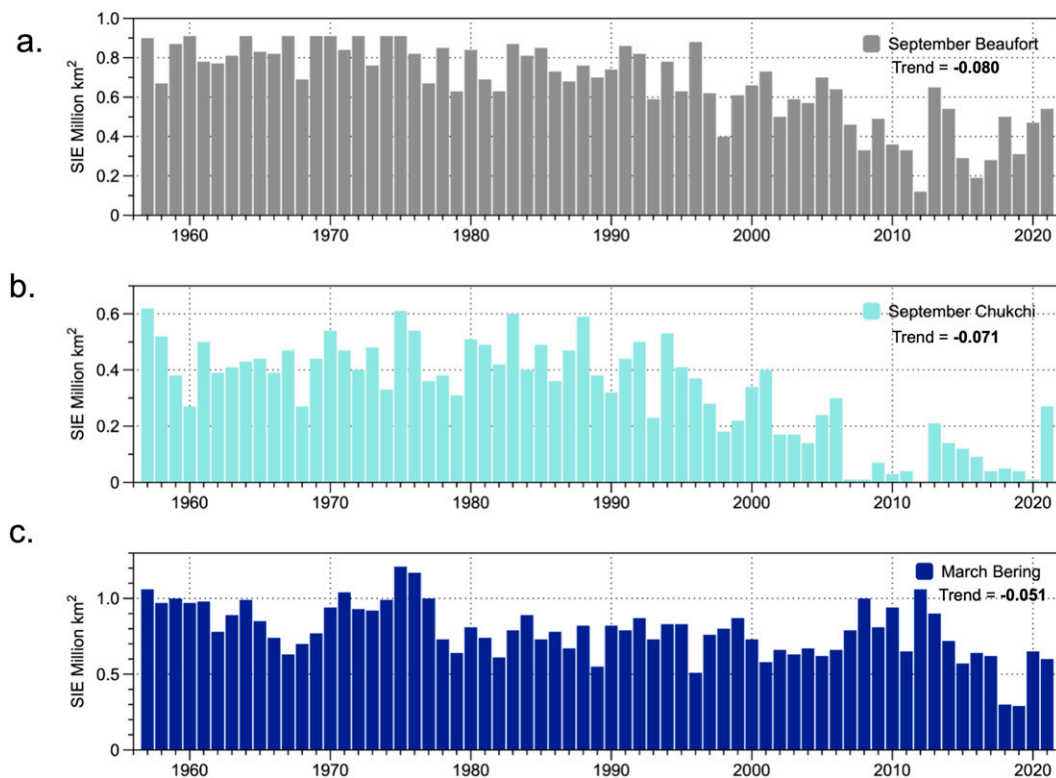 a.
1.0
September Beaufort
Trend = -0.080
0.8
0.6
0.4
0.2
0
SIE Million km²
1960 1970 1980 1990 2000 2010 2020
b.
September Chukchi
Trend = -0.071
0.6
0.4
0.2
0
SIE Million km²
1960 1970 1980 1990 2000 2010 2020
c.
March Bering
Trend = -0.051
1.0
0.5
0
SIE Million km²
1960 1970 1980 1990 2000 2010 2020